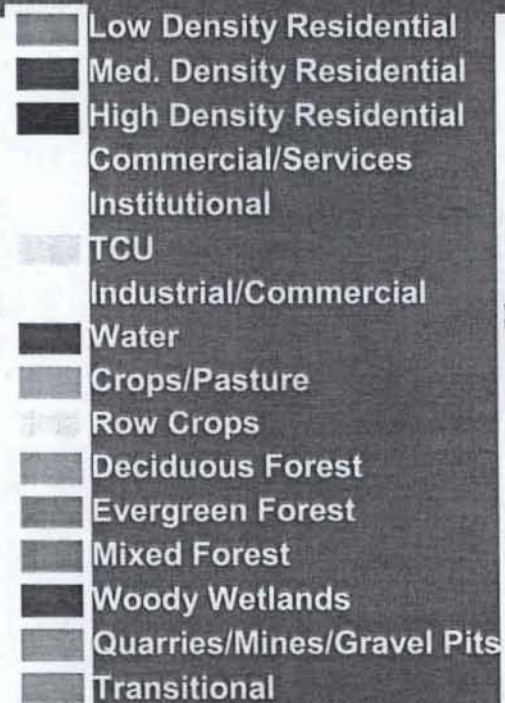 Low Density Residential
Med. Density Residential
High Density Residential
Commercial/Services
Institutional
TCU
Industrial/Commercial
Water
Crops/Pasture
Row Crops
Deciduous Forest
Evergreen Forest
Mixed Forest
Woody Wetlands
Quarries/Mines/Gravel Pits
Transitional